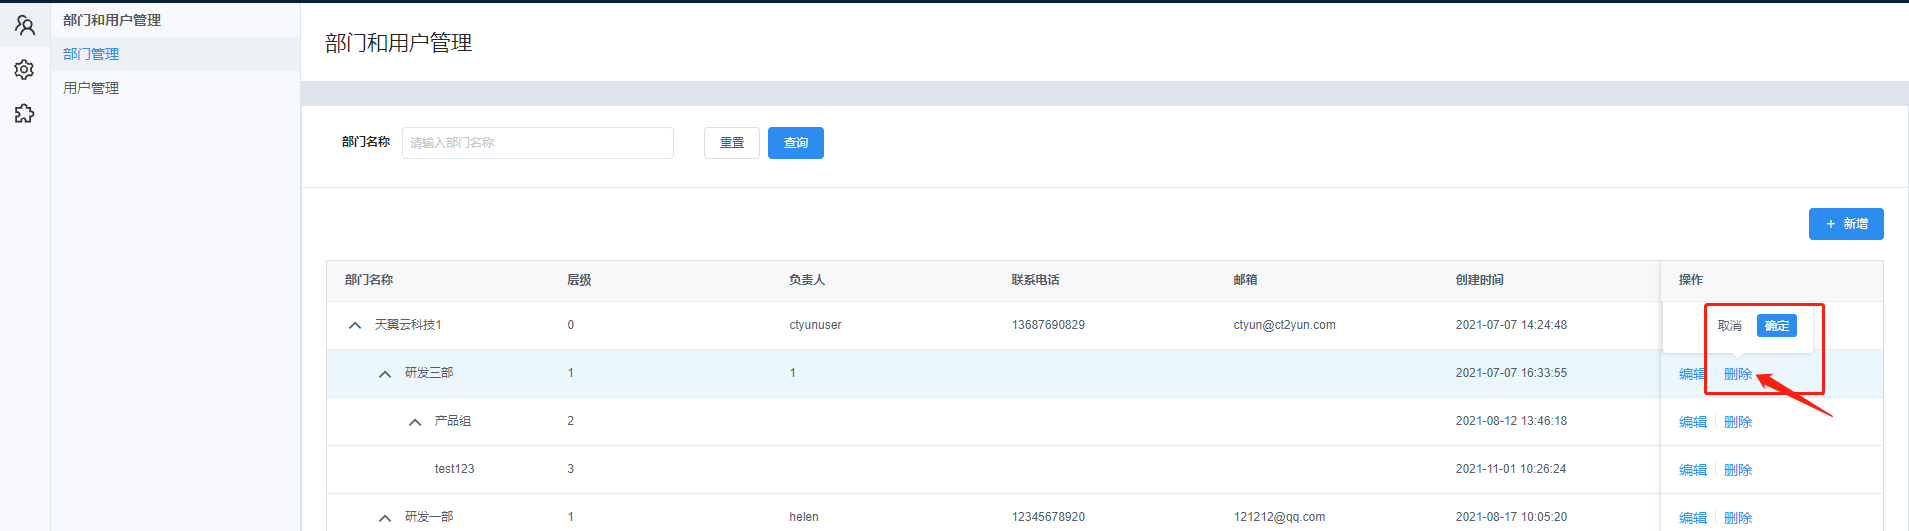 部门和用户管理
部门管理
用户管理
部门和用户管理
部门名称 请输入部门名称 重置 查询
+ 新增
部门名称 层级 负责人 联系电话 邮箱 创建时间 操作
天翼云科技1 0 ctyunuser 13687690829 ctyun@ct2yun.com 2021-07-07 14:24:48 取消 确定
研发三部 1 1 2021-07-07 16:33:55 编辑 删除
产品组 2 2021-08-12 13:46:18 编辑 删除
test123 3 2021-11-01 10:26:24 编辑 删除
研发一部 1 helen 12345678920 121212@qq.com 2021-08-17 10:05:20 编辑 删除